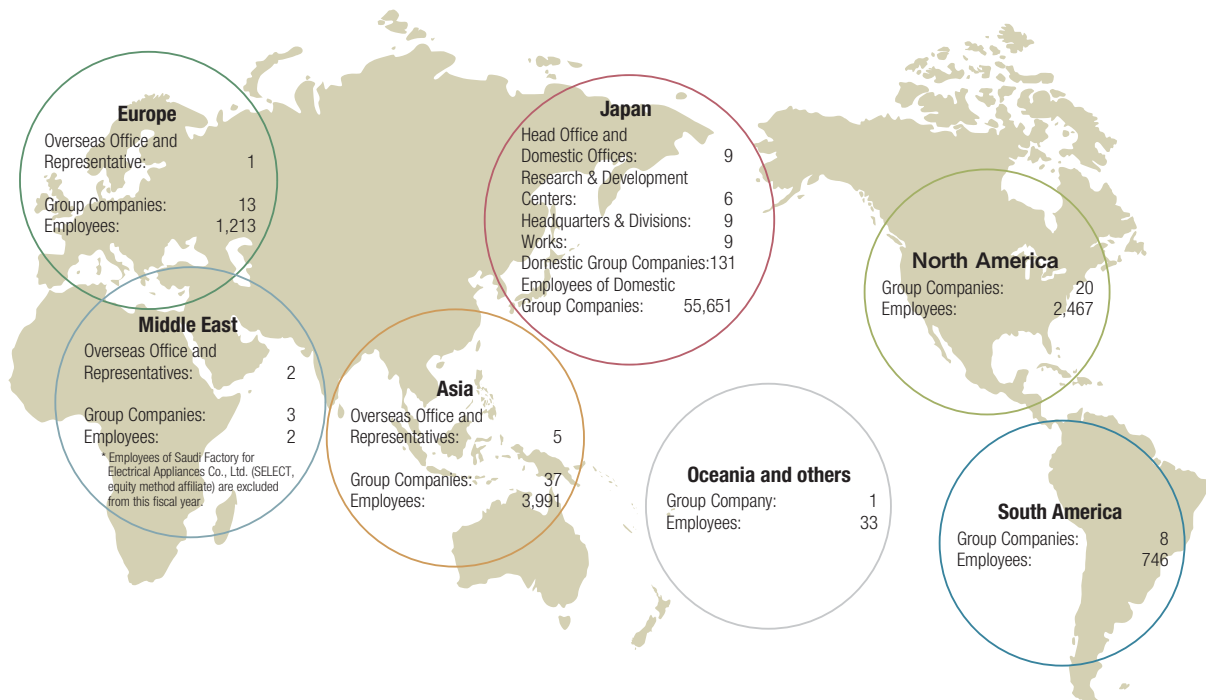 Europe
Overseas Office and
Representative: 1
Group Companies: 13
Employees: 1,213
Middle East
Overseas Office and
Representatives: 2
Group Companies: 3
Employees: 2
* Employees of Saudi Factory for
Electrical Appliances Co., Ltd. (SELECT,
equity method affiliate) are excluded
from this fiscal year.
Japan
Head Office and
Domestic Offices: 9
Research & Development
Centers: 6
Headquarters & Divisions: 9
Works: 9
Domestic Group Companies:131
Employees of Domestic
Group Companies: 55,651
Asia
Overseas Office and
Representatives: 5
Group Companies: 37
Employees: 3,991
Oceania and others
Group Company: 1
Employees: 33
North America
Group Companies: 20
Employees: 2,467
South America
Group Companies: 8
Employees: 746